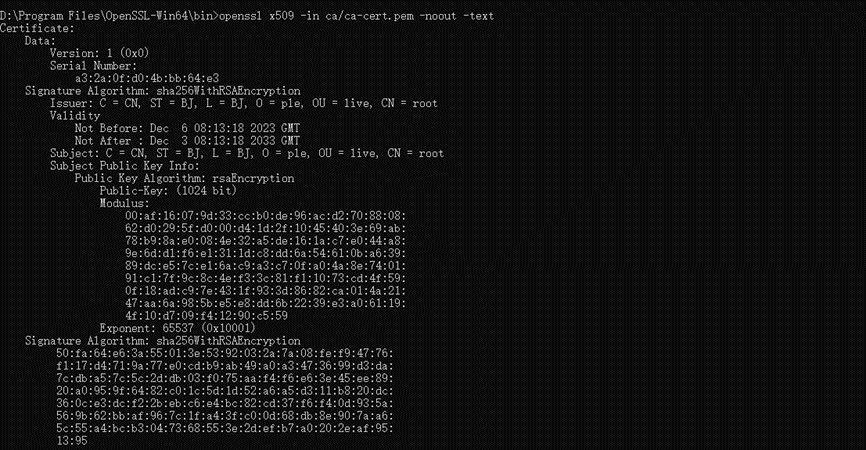 D:\Program Files\OpenSSL-Win64\bin>openssl x509 -in ca/ca-cert.pem -noout -text
Certificate:
Data:
Version: 1 (0x0)
Serial Number:
a3:2a:0f:d0:4b:bb:64:e3
Signature Algorithm: sha256WithRSAEncryption
Issuer: C = CN, ST = BJ, L = BJ, O = ple, OU = live, CN = root
Validity
Not Before: Dec  6 08:13:18 2023 GMT
Not After : Dec  3 08:13:18 2033 GMT
Subject: C = CN, ST = BJ, L = BJ, O = ple, OU = live, CN = root
Subject Public Key Info:
Public Key Algorithm: rsaEncryption
Public-Key: (1024 bit)
Modulus:
00:af:16:07:9d:33:cc:b0:de:96:ac:d2:70:88:08:
62:d0:29:5f:d0:00:d4:1d:2f:10:45:40:3e:69:ab:
78:b9:8a:e0:08:4e:32:a5:de:16:1a:c7:e0:44:a8:
9e:6d:d1:f6:e1:31:1d:c8:dd:6a:54:61:0b:a6:39:
89:dc:e5:7c:e1:6a:c9:a3:c7:0f:a0:4a:8e:74:01:
91:c1:7f:9c:8c:4e:f3:3c:81:f1:10:73:cd:4f:59:
0f:18:ad:c9:7e:43:1f:93:3d:86:82:ca:01:4a:21:
47:aa:6a:98:5b:e5:e8:dd:6b:22:39:e3:a0:61:19:
4f:10:d7:09:f4:12:90:c5:59
Exponent: 65537 (0x10001)
Signature Algorithm: sha256WithRSAEncryption
50:fa:64:e6:3a:55:01:3e:53:92:03:2a:7a:08:fe:f9:47:76:
f1:17:d4:71:9a:77:e0:cd:b9:ab:49:a0:a3:47:36:99:d3:da:
7c:db:a5:7c:5c:2d:db:03:f0:75:aa:f4:f6:e6:3e:45:ee:89:
20:a0:95:9f:64:82:c0:1c:5d:1d:52:a6:a5:d3:11:b8:20:dc:
36:0c:e3:dc:f2:2b:eb:c6:e4:bc:82:cd:37:f6:f4:0d:93:5a:
56:9b:62:bb:af:96:7c:1f:a4:3f:c0:0d:68:db:8e:90:7a:a6:
5c:55:a4:bc:b3:04:73:68:55:3e:2d:ef:b7:a0:20:2e:af:95:
13:95